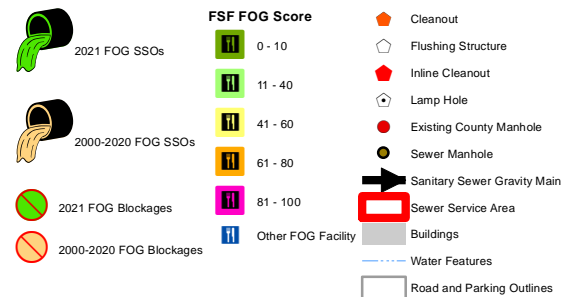 2021 FOG SSOs
2000-2020 FOG SSOs
2021 FOG Blockages
2000-2020 FOG Blockages
FSF FOG Score
0 - 10
11 - 40
41 - 60
61 - 80
81 - 100
Other FOG Facility
Cleanout
Flushing Structure
Inline Cleanout
Lamp Hole
Existing County Manhole
Sewer Manhole
Sanitary Sewer Gravity Main
Sewer Service Area
Buildings
Water Features
Road and Parking Outlines